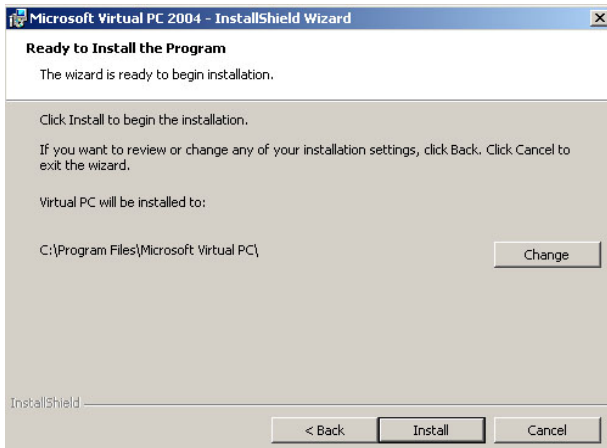 Microsoft Virtual PC 2004 - InstallShield Wizard
Ready to Install the Program
The wizard is ready to begin installation.
Click Install to begin the installation.
If you want to review or change any of your installation settings, click Back. Click Cancel to
exit the wizard.
Virtual PC will be installed to:
C:\Program Files\Microsoft Virtual PC\
Change
InstallShield
< Back
Install
Cancel